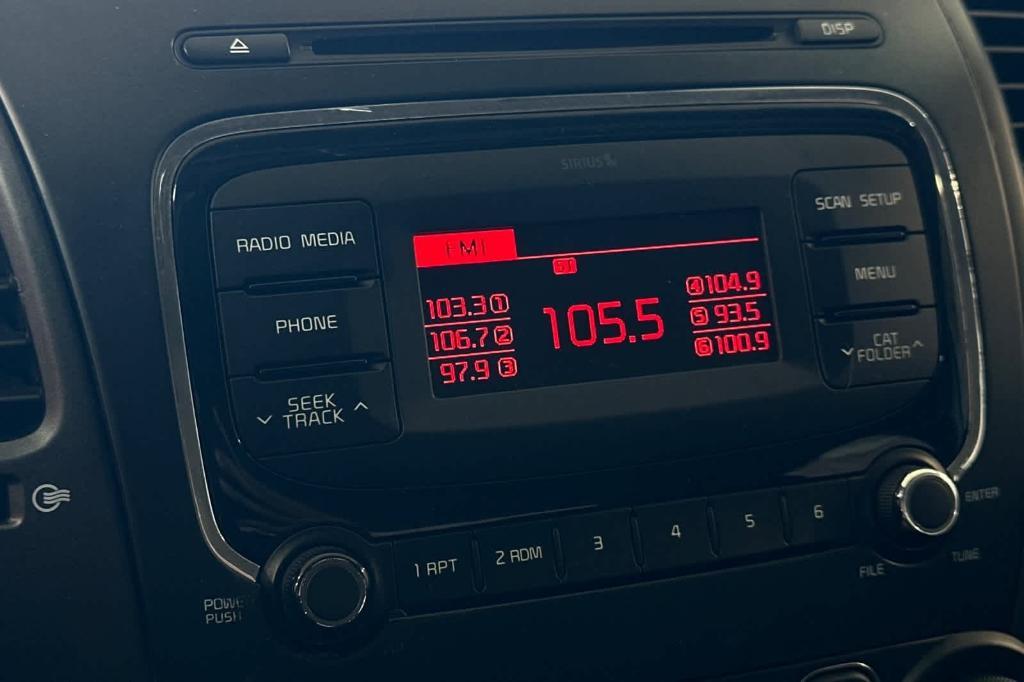 DISP
SIRIUS
RADIO MEDIA
SCAN SETUP
FM1
ST
PHONE
MENU
103.3 1
106.7 2
97.9 3
105.5
4 104.9
5 93.5
6 100.9
SEEK
TRACK
CAT
FOLDER
1 RPT
2 RDM
3
4
5
6
ENTER
TUNE
FILE
POWER
PUSH